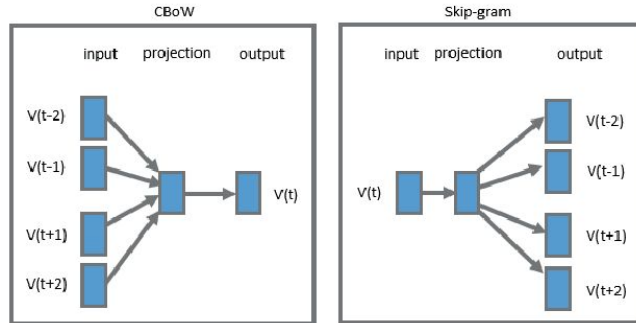 CBoW
input projection output
V(t-2)
V(t-1)
V(t+1)
V(t+2)
V(t)
Skip-gram
input projection output
V(t)
V(t-2)
V(t-1)
V(t+1)
V(t+2)